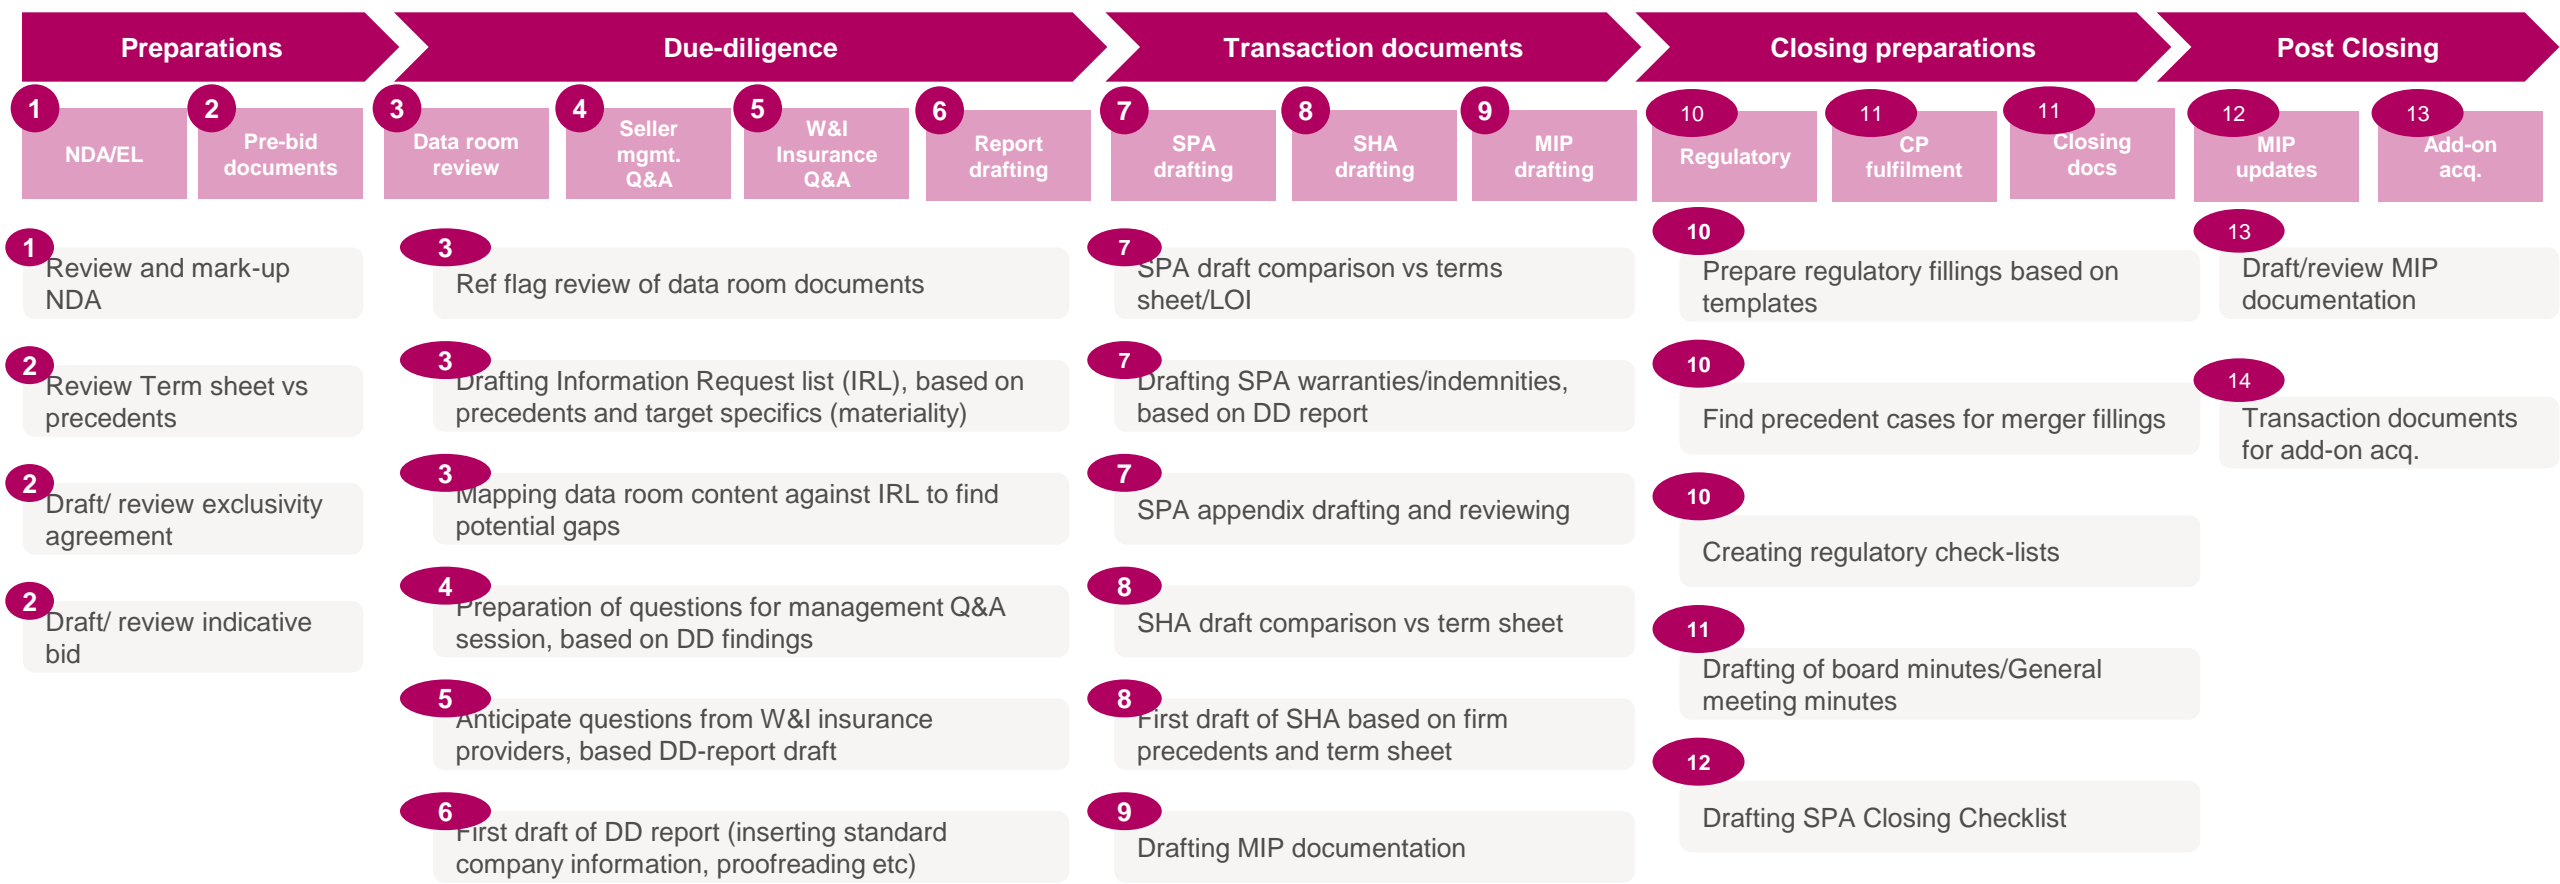 Preparations
Due-diligence
Transaction documents
Closing preparations
Post Closing
1
NDA/EL
2
Pre-bid
documents
3
Data room
review
4
Seller
mgmt.
Q&A
5
W&I
Insurance
Q&A
6
Report
drafting
7
SPA
drafting
8
SHA
drafting
9
MIP
drafting
10
Regulatory
11
CP
fulfilment
11
Closing
docs
12
MIP
updates
13
Add-on
acq.
1
Review and mark-up
NDA
2
Review Term sheet vs
precedents
2
Draft/ review exclusivity
agreement
2
Draft/ review indicative
bid
3
Ref flag review of data room documents
3
Drafting Information Request list (IRL), based on
precedents and target specifics (materiality)
3
Mapping data room content against IRL to find
potential gaps
4
Preparation of questions for management Q&A
session, based on DD findings
5
Anticipate questions from W&I insurance
providers, based DD-report draft
6
First draft of DD report (inserting standard
company information, proofreading etc)
7
SPA draft comparison vs terms
sheet/LOI
7
Drafting SPA warranties/indemnities,
based on DD report
7
SPA appendix drafting and reviewing
8
SHA draft comparison vs term sheet
8
First draft of SHA based on firm
precedents and term sheet
9
Drafting MIP documentation
10
Prepare regulatory fillings based on
templates
10
Find precedent cases for merger fillings
10
Creating regulatory check-lists
11
Drafting of board minutes/General
meeting minutes
12
Drafting SPA Closing Checklist
13
Draft/review MIP
documentation
14
Transaction documents
for add-on acq.